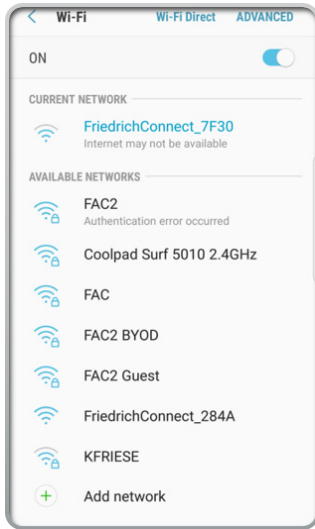 Wi-Fi Wi-Fi Direct ADVANCED
ON
CURRENT NETWORK
FriedrichConnect_7F30
Internet may not be available
AVAILABLE NETWORKS
FAC2
Authentication error occurred
Coolpad Surf 5010 2.4GHz
FAC
FAC2 BYOD
FAC2 Guest
FriedrichConnect_284A
KFRIESE
Add network